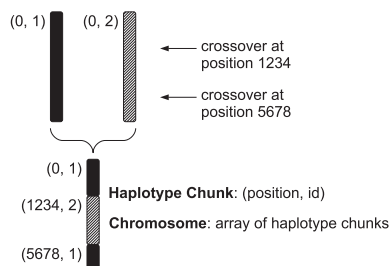 (0, 1)
(0, 2)
crossover at
position 1234
crossover at
position 5678
(0, 1)
Haplotype Chunk: (position, id)
(1234, 2)
Chromosome: array of haplotype chunks
(5678, 1)